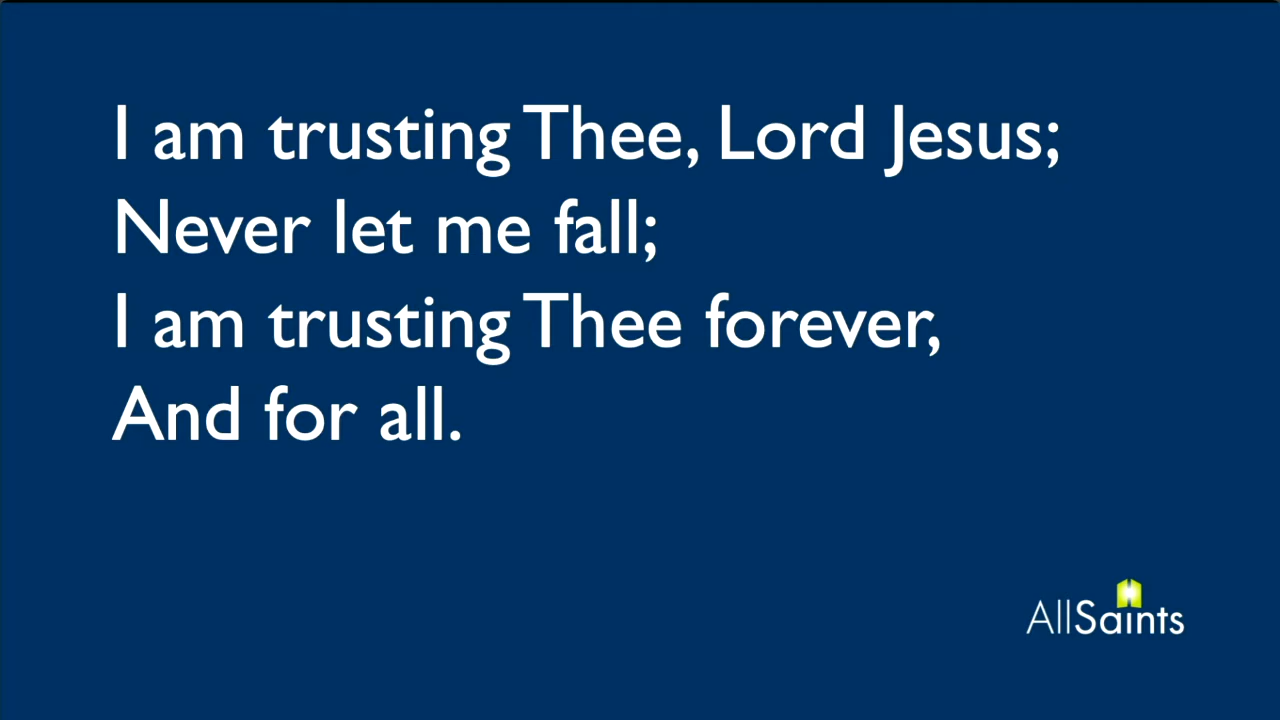 I am trusting Thee, Lord Jesus;
Never let me fall;
I am trusting Thee forever,
And for all.
AllSaints